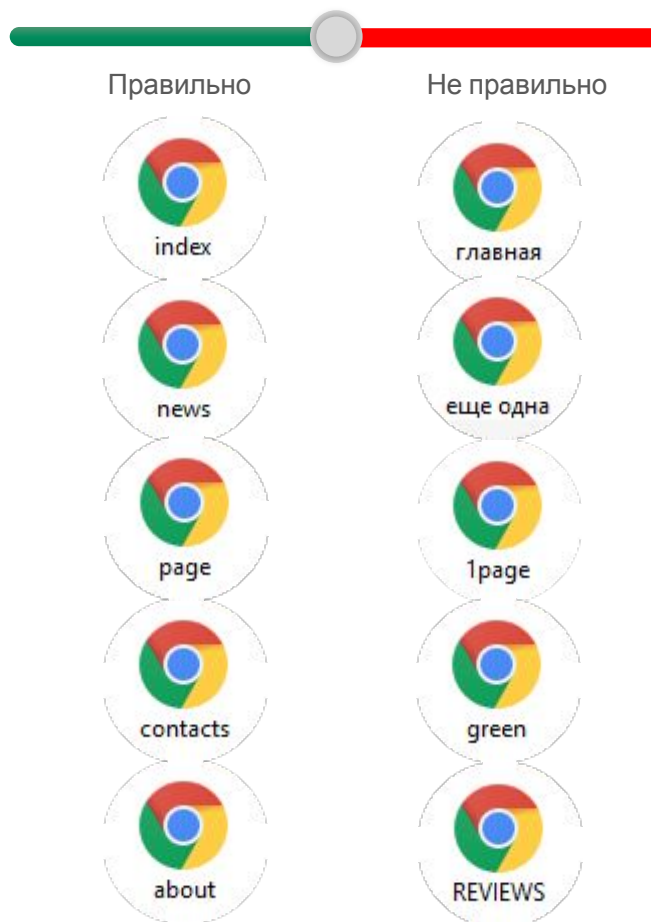 Правильно
Не правильно
index
главная
news
еще одна
page
1page
contacts
green
about
REVIEWS